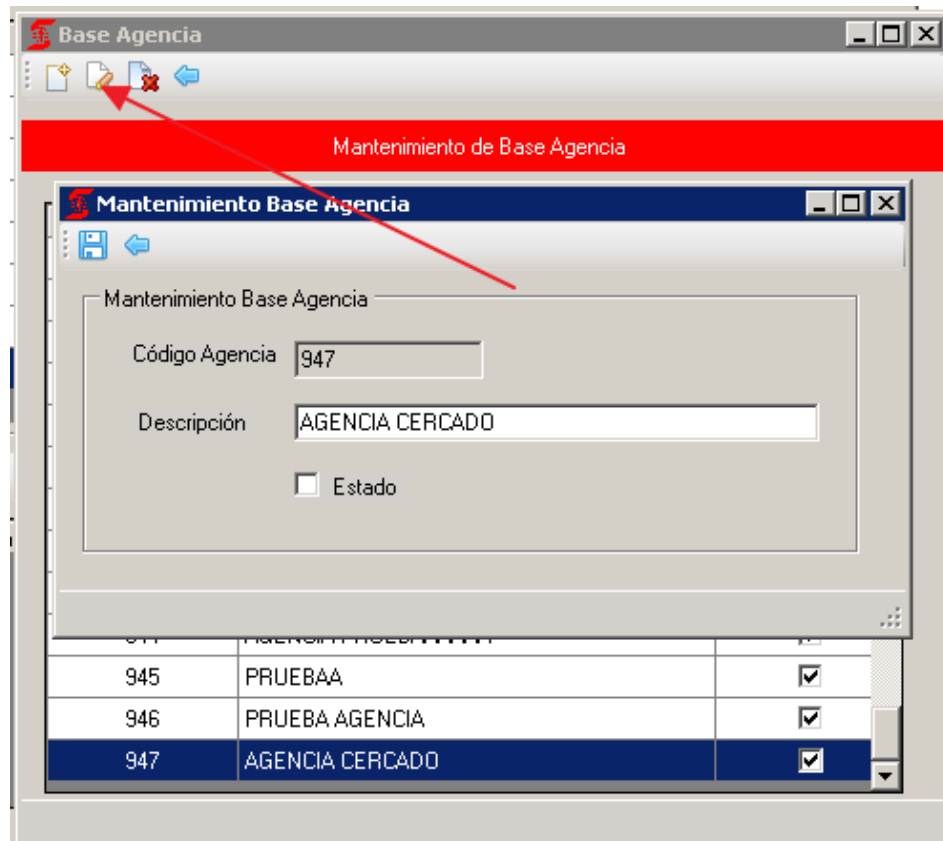 Base Agencia
Mantenimiento de Base Agencia
Mantenimiento Base Agencia
Mantenimiento Base Agencia
Código Agencia 947
Descripción AGENCIA CERCADO
Estado
945 PRUEBAA
946 PRUEBA AGENCIA
947 AGENCIA CERCADO